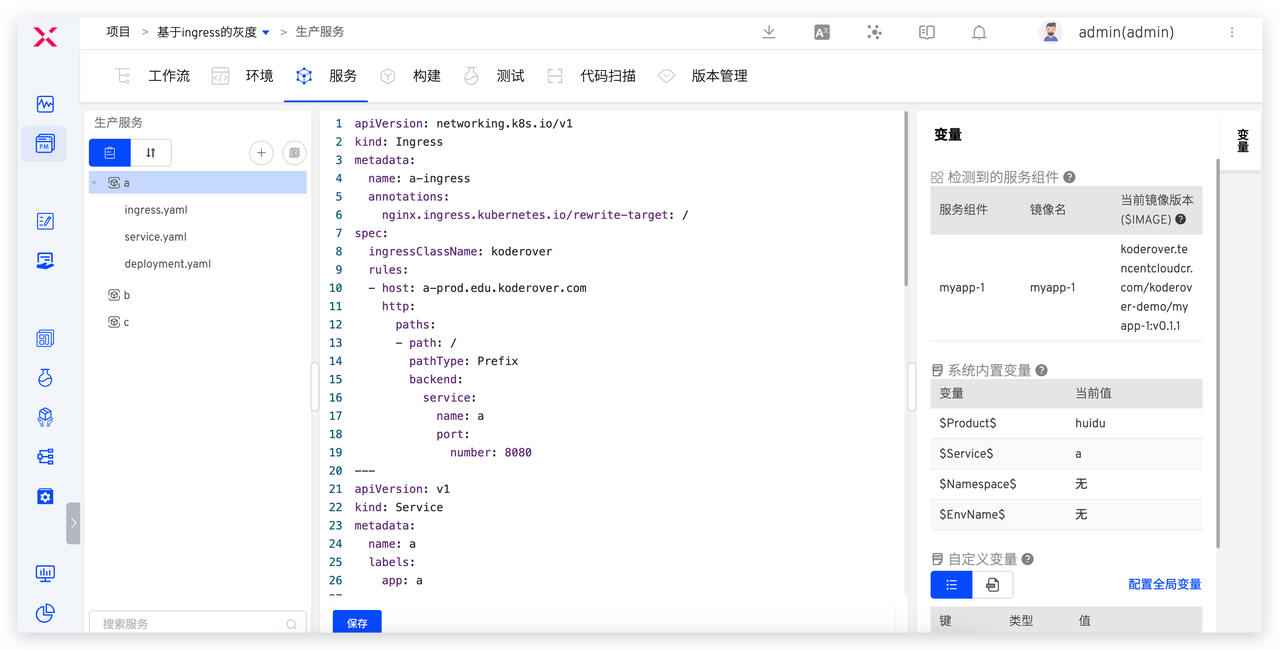 项目 > 基于ingress的灰度 > 生产服务
admin(admin)
工作流 环境 服务 构建 测试 代码扫描 版本管理
生产服务
a
ingress.yaml
service.yaml
deployment.yaml
b
c
搜索服务
1 apiVersion: networking.k8s.io/v1
2 kind: Ingress
3 metadata:
4   name: a-ingress
5   annotations:
6     nginx.ingress.kubernetes.io/rewrite-target: /
7 spec:
8   ingressClassName: koderover
9   rules:
10   - host: a-prod.edu.koderover.com
11     http:
12       paths:
13       - path: /
14         pathType: Prefix
15         backend:
16           service:
17             name: a
18             port:
19               number: 8080
20 ---
21 apiVersion: v1
22 kind: Service
23 metadata:
24   name: a
25   labels:
26     app: a
保存
变量
变量
检测到的服务组件
服务组件 镜像名 当前镜像版本
($IMAGE)
myapp-1 myapp-1 koderover.te
ncentcloudcr.
com/koderov
er-demo/my
app-1:v0.1.1
系统内置变量
变量 当前值
$Product$ huidu
$Service$ a
$Namespace$ 无
$EnvName$ 无
自定义变量
配置全局变量
键 类型 值